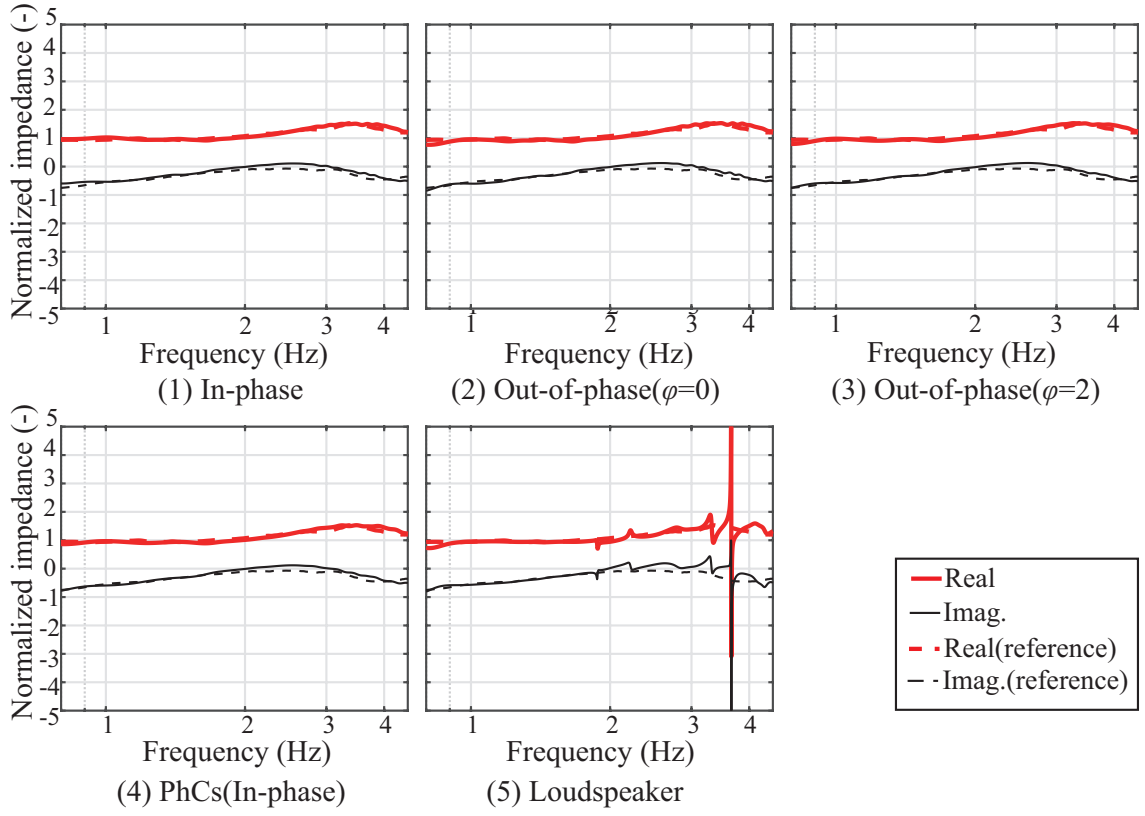 Normalized impedance (-)
5
4
3
2
1
0
-1
-2
-3
-4
-5
1 2 3 4
1 2 3 4
1 2 3 4
Frequency (Hz)
Frequency (Hz)
Frequency (Hz)
(1) In-phase
(2) Out-of-phase(φ=0)
(3) Out-of-phase(φ=2)
Normalized impedance (-)
5
4
3
2
1
0
-1
-2
-3
-4
-5
1 2 3 4
1 2 3 4
Frequency (Hz)
Frequency (Hz)
(4) PhCs(In-phase)
(5) Loudspeaker
Real
Imag.
Real(reference)
Imag.(reference)